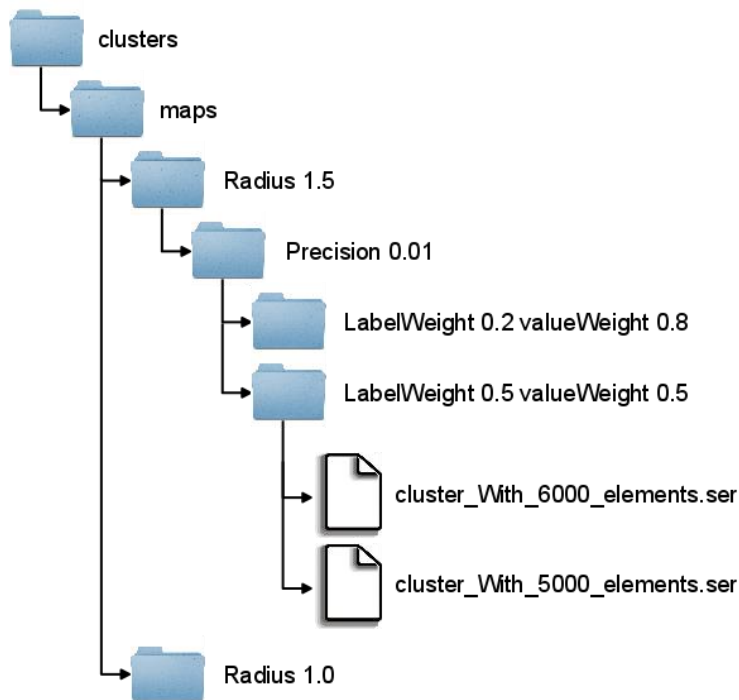 clusters
maps
Radius 1.5
Precision 0.01
LabelWeight 0.2 valueWeight 0.8
LabelWeight 0.5 valueWeight 0.5
cluster_With_6000_elements.ser
cluster_With_5000_elements.ser
Radius 1.0